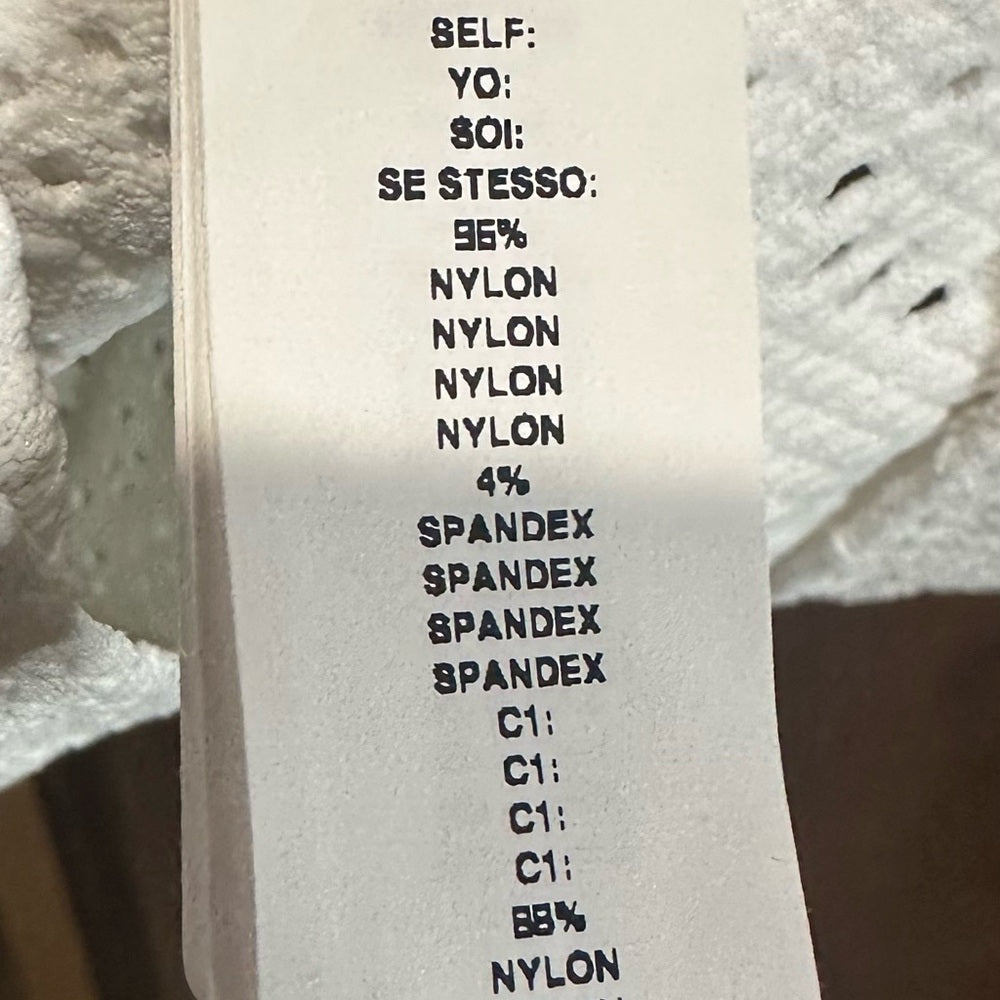 SELF:
YO:
SOI:
SE STESSO:
96%
NYLON
NYLON
NYLON
NYLON
4%
SPANDEX
SPANDEX
SPANDEX
SPANDEX
C1:
C1:
C1:
C1:
88%
NYLON